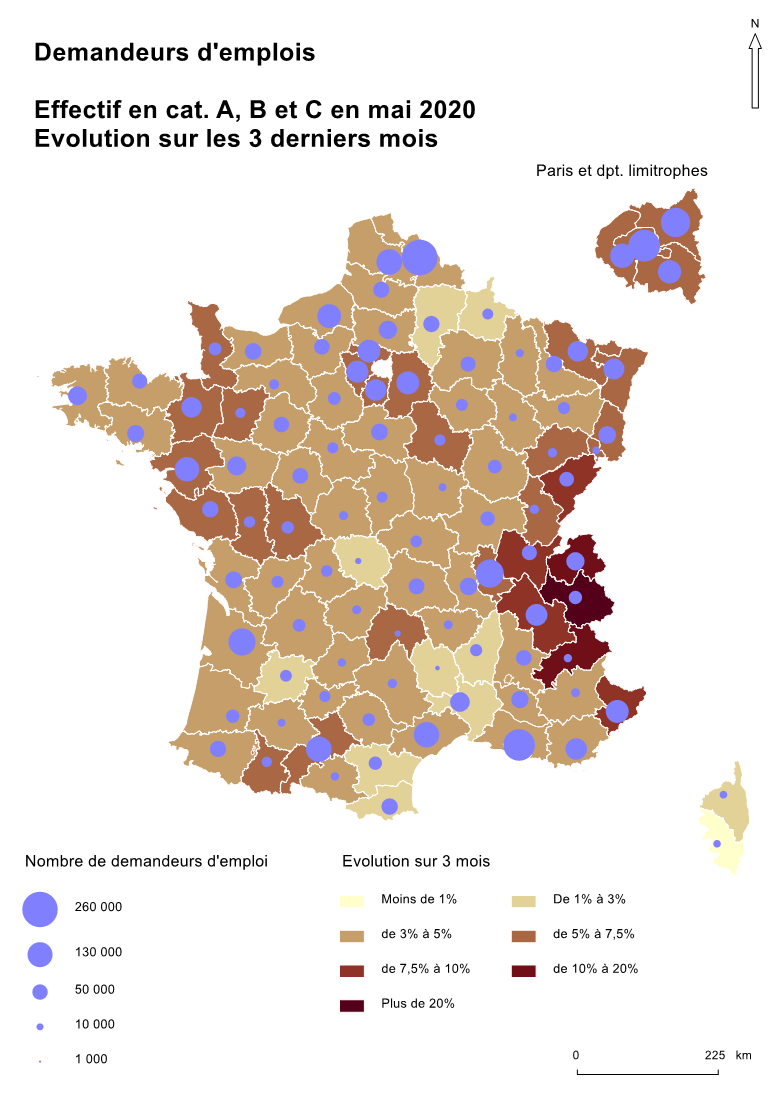 N
Demandeurs d'emplois
Effectif en cat. A, B et C en mai 2020
Evolution sur les 3 derniers mois
Paris et dpt. limitrophes
Nombre de demandeurs d'emploi
260 000
130 000
50 000
10 000
1 000
Evolution sur 3 mois
Moins de 1%
De 1% à 3%
de 3% à 5%
de 5% à 7,5%
de 7,5% à 10%
de 10% à 20%
Plus de 20%
0 225 km